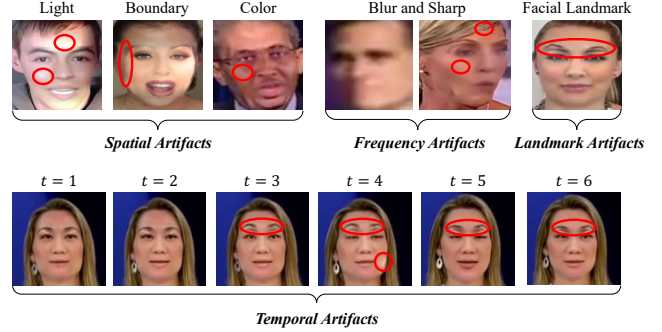 Light Boundary Color Blur and Sharp Facial Landmark
Spatial Artifacts Frequency Artifacts Landmark Artifacts
t = 1 t = 2 t = 3 t = 4 t = 5 t = 6
Temporal Artifacts